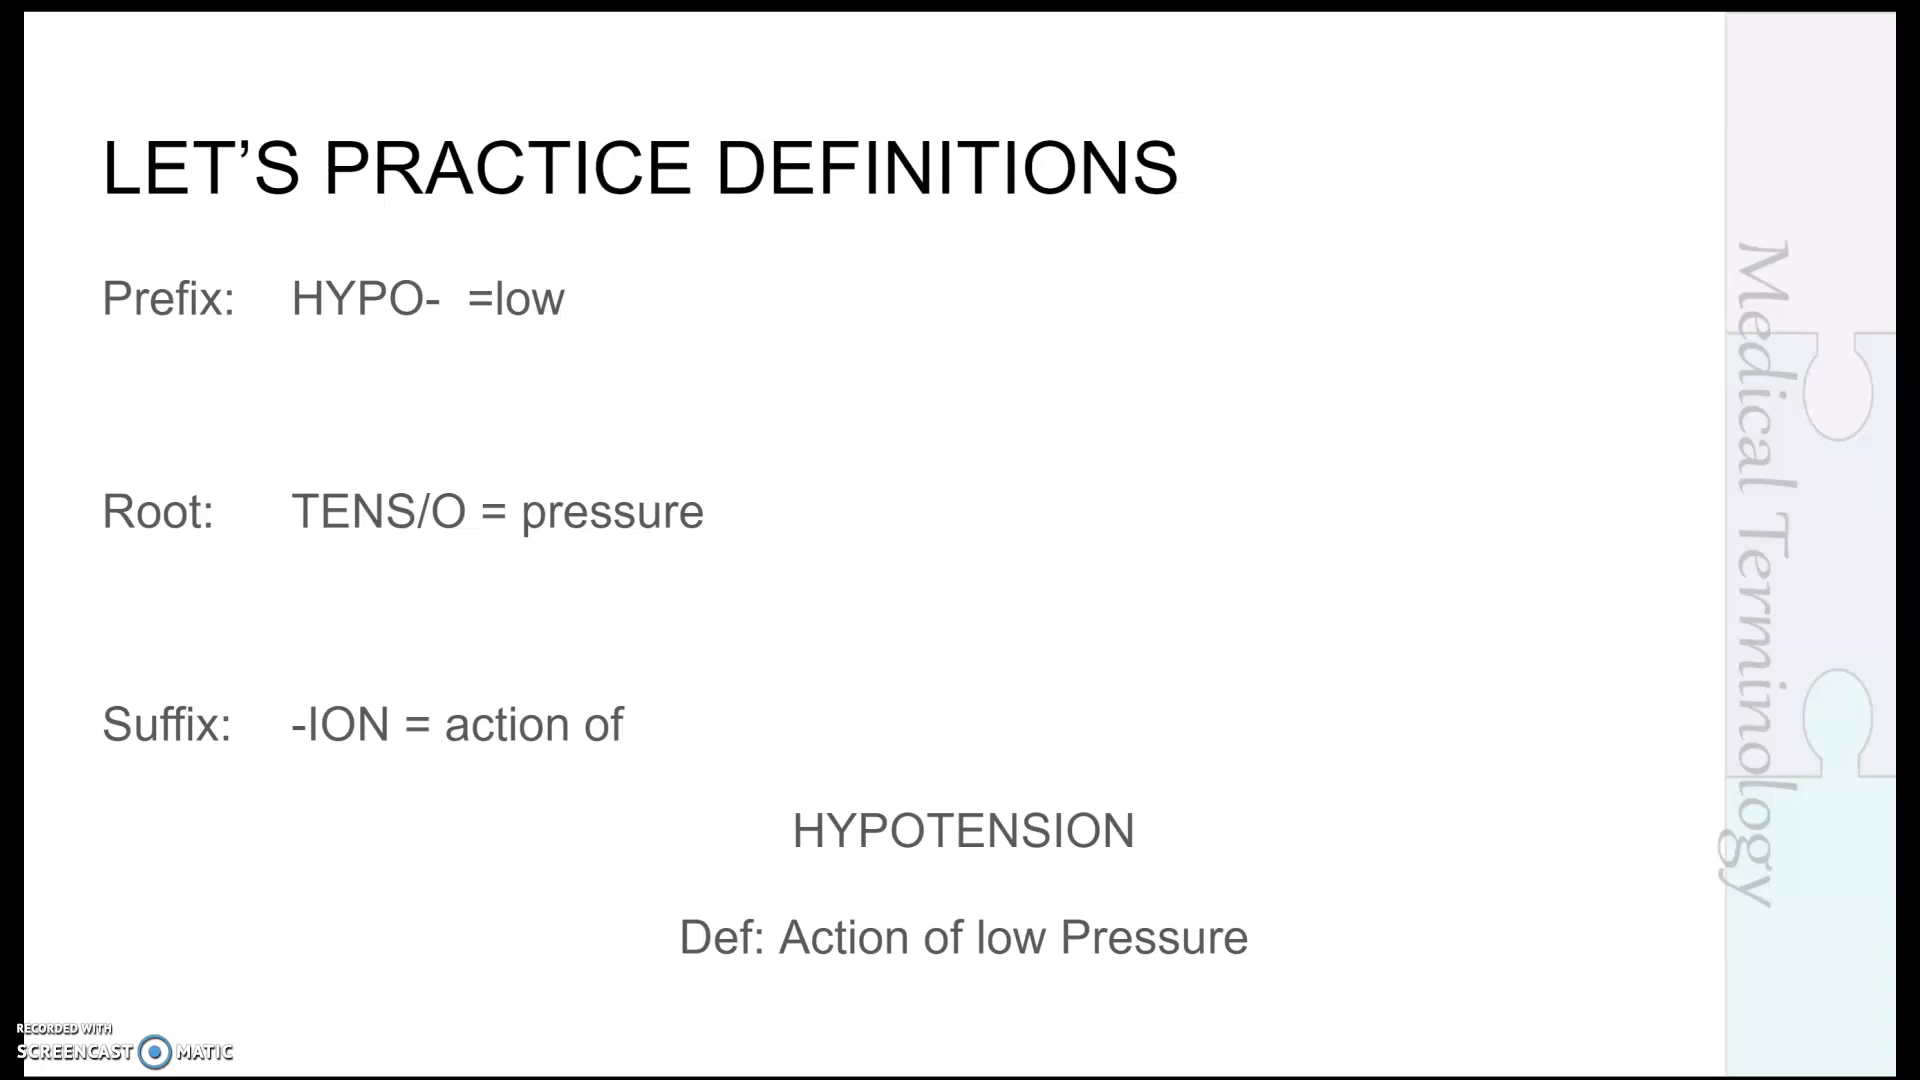 LET’S PRACTICE DEFINITIONS
Prefix: HYPO- =low
Root: TENS/O = pressure
Suffix: -ION = action of
HYPOTENSION
Def: Action of low Pressure
Medical Terminology
RECORDED WITH
SCREENCAST MATIC